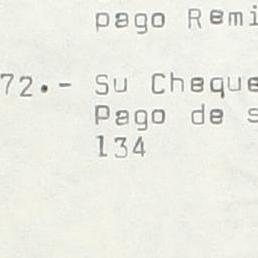 pago Remi
72.- Su Cheque
Pago de s
134